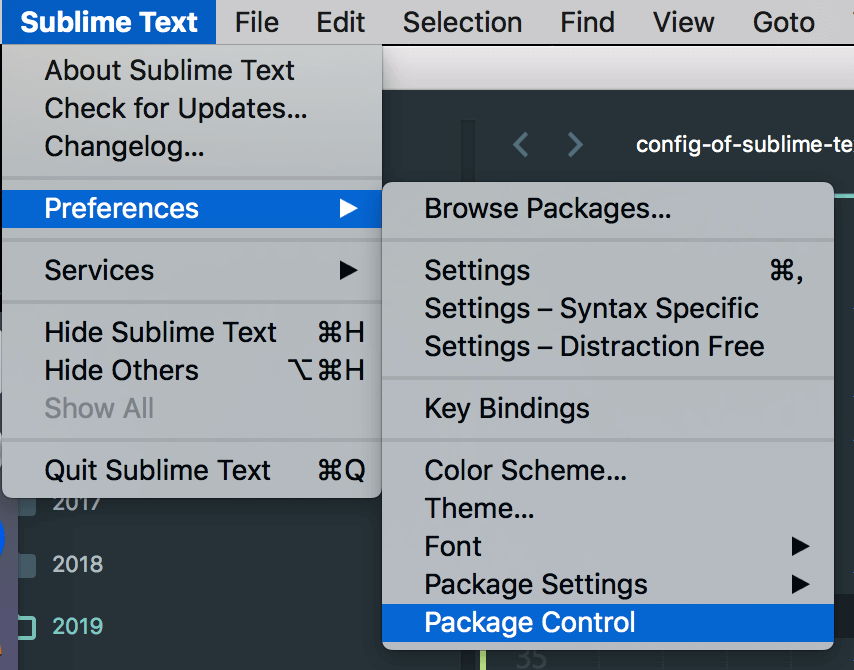 Sublime Text File Edit Selection Find View Goto
About Sublime Text
Check for Updates...
Changelog...
Preferences
Services
Hide Sublime Text ⌘H
Hide Others ⌥⌘H
Show All
Quit Sublime Text ⌘Q
config-of-sublime-te
Browse Packages...
Settings ⌘,
Settings – Syntax Specific
Settings – Distraction Free
Key Bindings
Color Scheme...
Theme...
Font
Package Settings
Package Control
2017
2018
2019
35